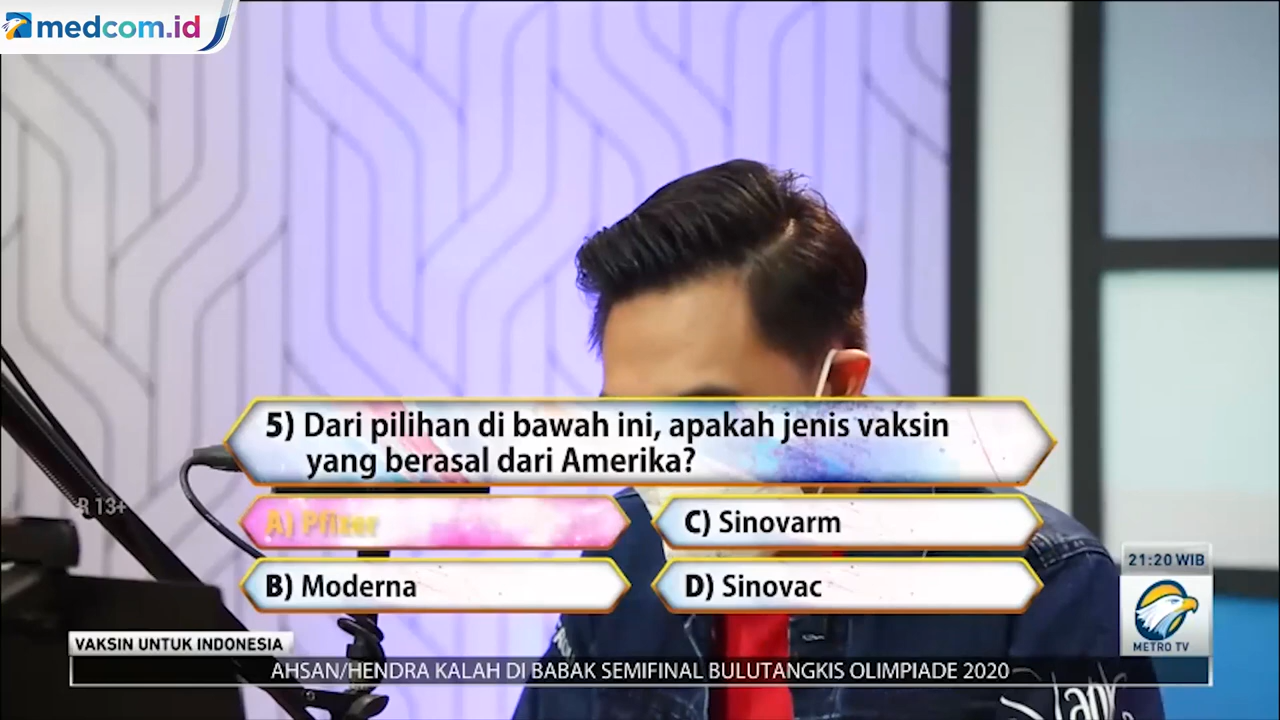 medcom.id
5) Dari pilihan di bawah ini, apakah jenis vaksin
yang berasal dari Amerika?
A) Pfizer
C) Sinovarm
B) Moderna
D) Sinovac
R 13+
21:20 WIB
METRO TV
VAKSIN UNTUK INDONESIA
AHSAN/HENDRA KALAH DI BABAK SEMIFINAL BULUTANGKIS OLIMPIADE 2020